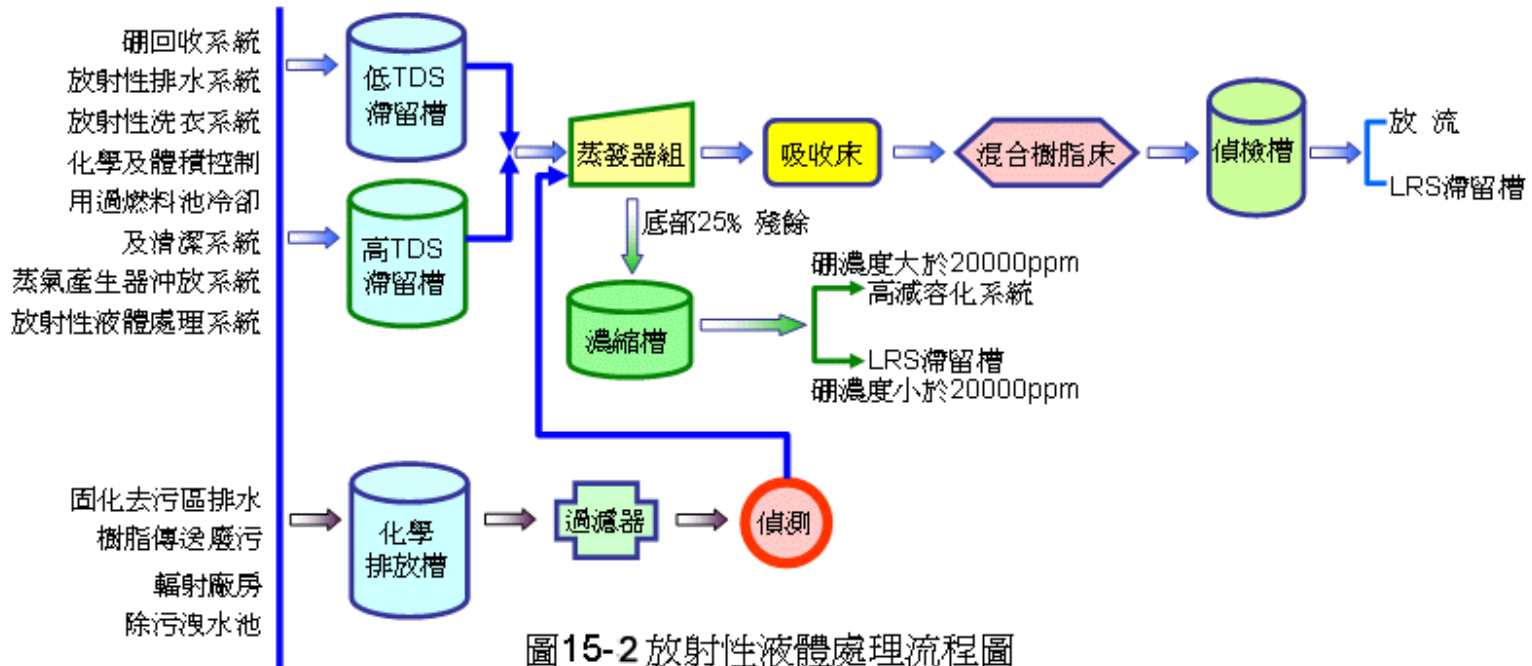 硼回收系統
放射性排水系統
放射性洗衣系統
化學及體積控制
用過燃料池冷卻
及清潔系統
蒸氣產生器沖放系統
放射性液體處理系統
低TDS
滯留槽
高TDS
滯留槽
蒸發器組
吸收床
混合樹脂床
偵檢槽
放 流
LRS滯留槽
底部25% 殘餘
濃縮槽
硼濃度大於20000ppm
高減容化系統
LRS滯留槽
硼濃度小於20000ppm
固化去污區排水
樹脂傳送廢污
輻射廠房
除污洩水池
化學
排放槽
過濾器
偵測
圖15-2 放射性液體處理流程圖